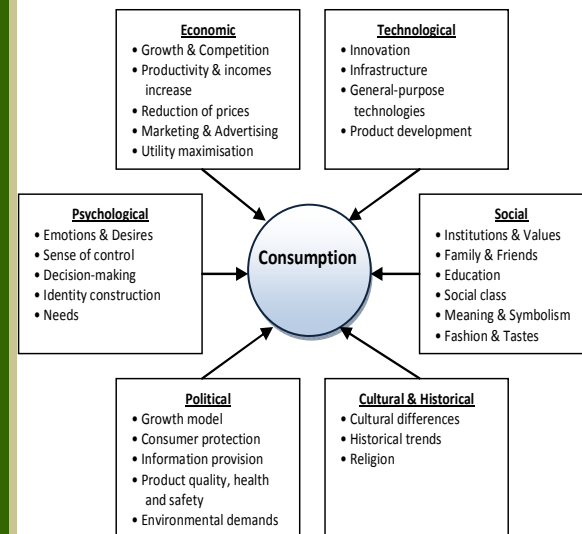 Economic
• Growth & Competition
• Productivity & incomes
increase
• Reduction of prices
• Marketing & Advertising
• Utility maximisation
Technological
• Innovation
• Infrastructure
• General-purpose
technologies
• Product development
Psychological
• Emotions & Desires
• Sense of control
• Decision-making
• Identity construction
• Needs
Consumption
Social
• Institutions & Values
• Family & Friends
• Education
• Social class
• Meaning & Symbolism
• Fashion & Tastes
Political
• Growth model
• Consumer protection
• Information provision
• Product quality, health
and safety
• Environmental demands
Cultural & Historical
• Cultural differences
• Historical trends
• Religion